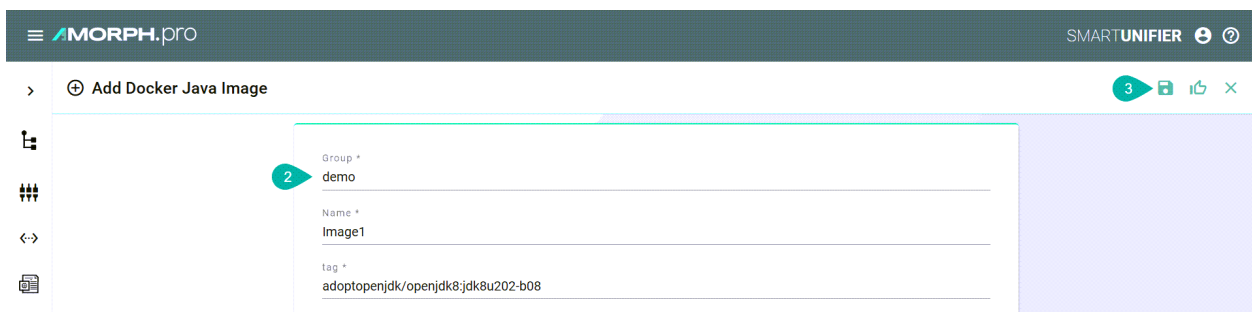 AMORPH.pro
SMARTUNIFIER
Add Docker Java Image
3
Group *
2
demo
Name *
Image1
tag *
adoptopenjdk/openjdk8:jdk8u202-b08